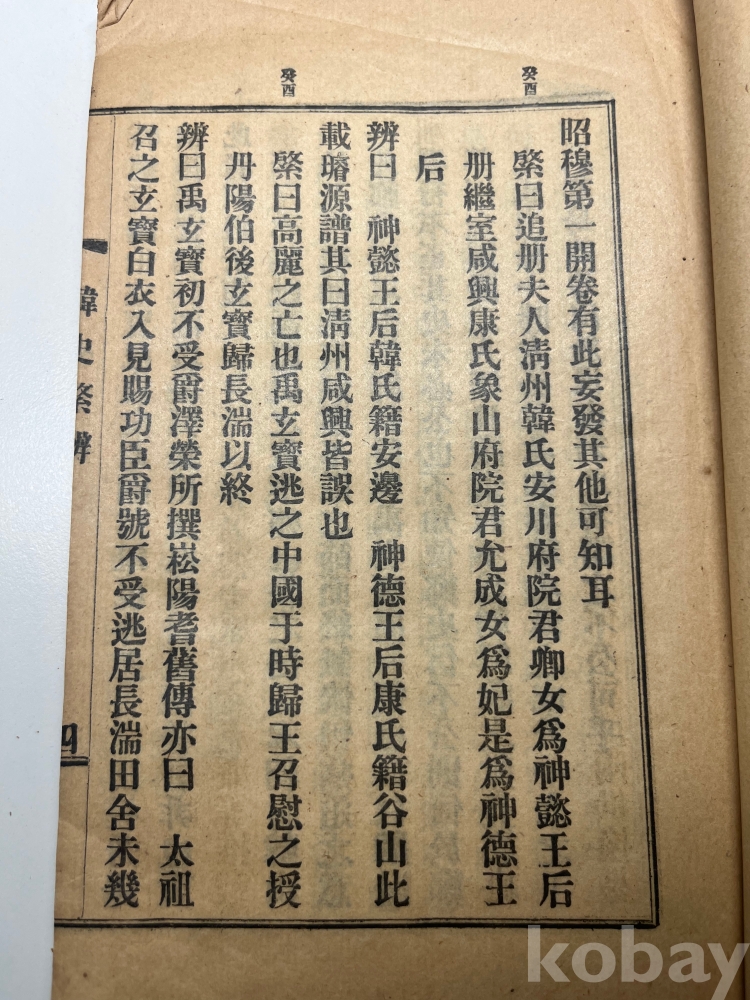 癸酉
癸酉
昭穆第一開卷有此妄發其他可知耳
綮曰追册夫人淸州韓氏安川府院君卿女爲神懿王后
册繼室咸興康氏象山府院君允成女爲妃是爲神德王
后
辨曰 神懿王后韓氏籍安邊 神德王后康氏籍谷山此
載璿源譜其曰淸州咸興皆誤也
綮曰高麗之亡也禹玄寶逃之中國于時歸王召慰之授
丹陽伯後玄寶歸長湍以終
辨曰禹玄寶初不受爵澤榮所撰崧陽耆舊傳亦曰 太祖
召之玄寶白衣入見賜功臣爵號不受逃居長湍田舍未幾
韓史綮辨
四
kobay